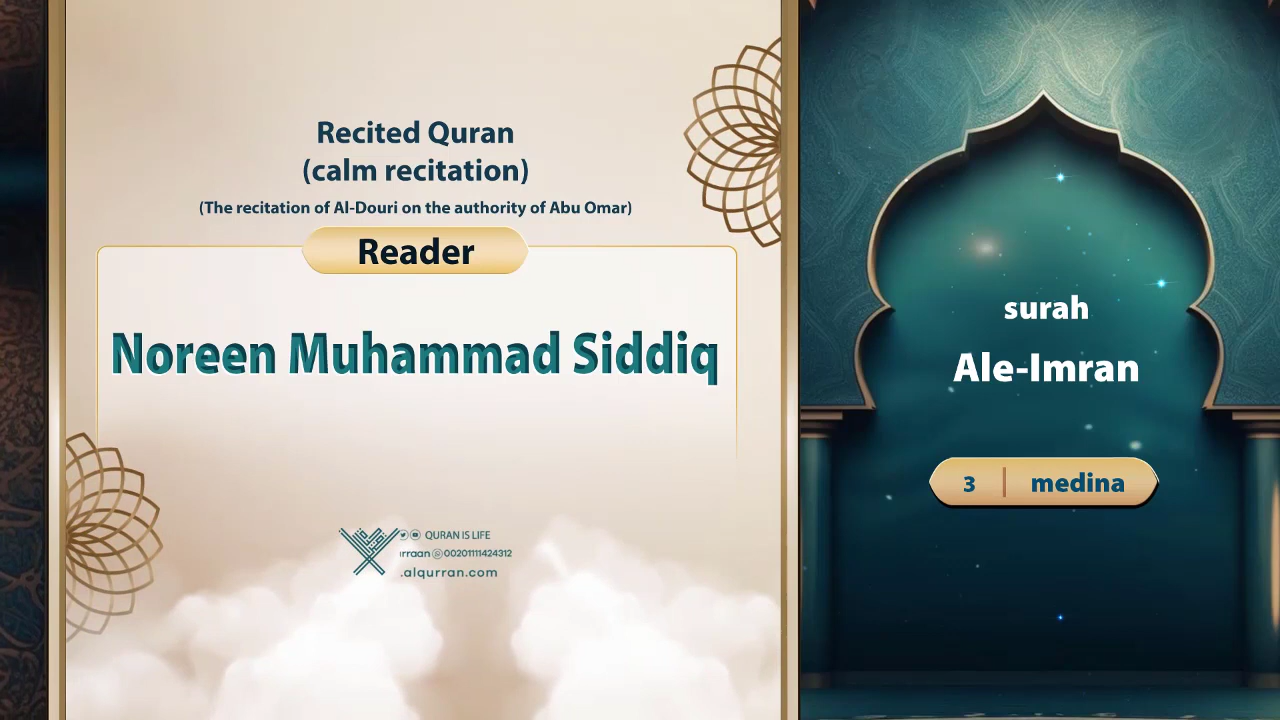 Recited Quran
(calm recitation)
(The recitation of Al-Douri on the authority of Abu Omar)
Reader
Noreen Muhammad Siddiq
QURAN IS LIFE
00201111424312
.alqurran.com
surah
Ale-Imran
3 | medina